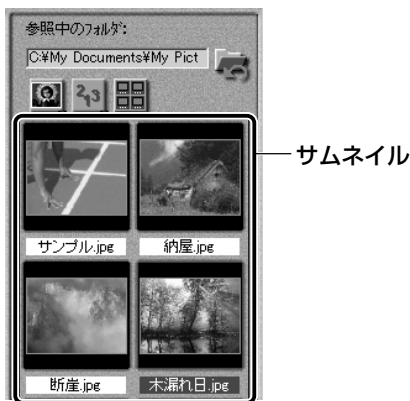 参照中のﾌｫﾙﾀﾞ:
C:¥My Documents¥My Pict
213
サムネイル
サンプル.jpg
納屋.jpg
断崖.jpg
木漏れ日.jpg